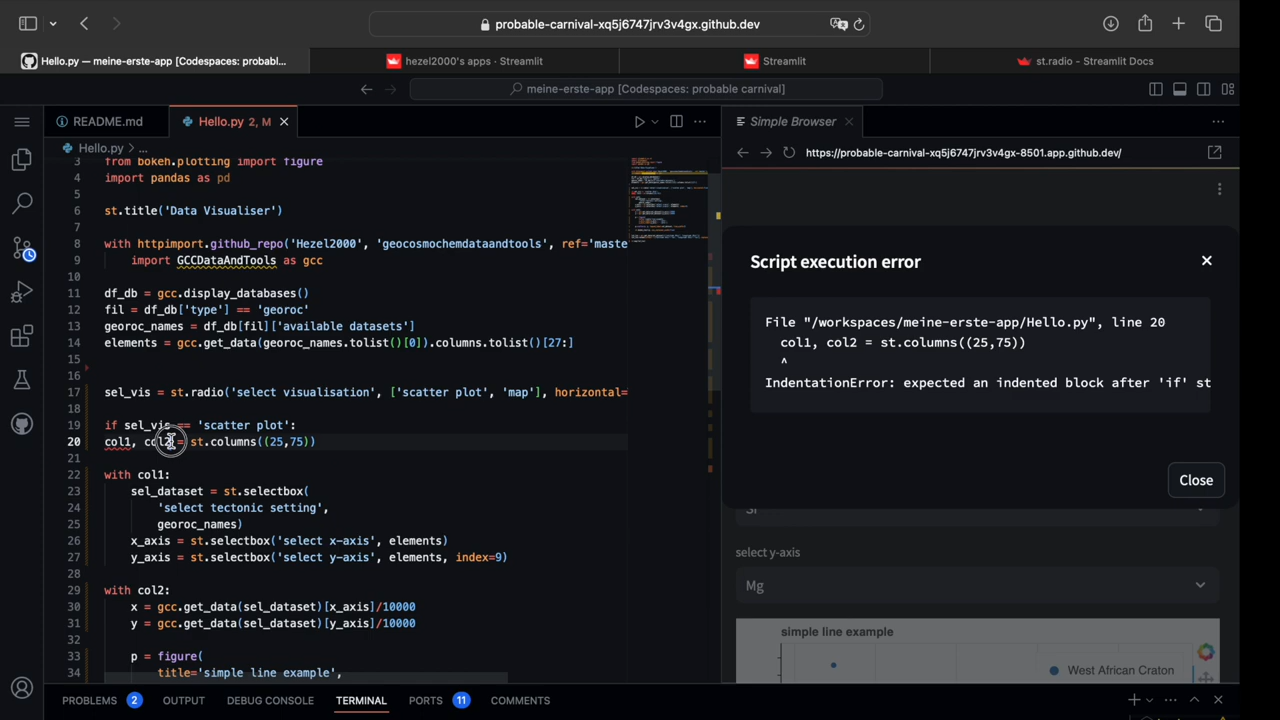 probable-carnival-xq5j6747jrv3v4gx.github.dev
Hello.py — meine-erste-app [Codespaces: probabl...
hezel2000's apps · Streamlit
Streamlit
st.radio - Streamlit Docs
meine-erste-app [Codespaces: probable carnival]
README.md
Hello.py 2, M
Simple Browser
Hello.py > ...
https://probable-carnival-xq5j6747jrv3v4gx-8501.app.github.dev/
3 from bokeh.plotting import figure
4 import pandas as pd
5
6 st.title('Data Visualiser')
7
8 with httpimport.github_repo('Hezel2000', 'geocosmochemdataandtools', ref='maste
9 import GCCDataAndTools as gcc
10
11 df_db = gcc.display_databases()
12 fil = df_db['type'] == 'georoc'
13 georoc_names = df_db[fil]['available datasets']
14 elements = gcc.get_data(georoc_names.tolist()[0]).columns.tolist()[27:]
15
16
17 sel_vis = st.radio('select visualisation', ['scatter plot', 'map'], horizontal=
18
19 if sel_vis == 'scatter plot':
20 col1, col2 = st.columns((25,75))
21
22 with col1:
23 sel_dataset = st.selectbox(
24 'select tectonic setting',
25 georoc_names)
26 x_axis = st.selectbox('select x-axis', elements)
27 y_axis = st.selectbox('select y-axis', elements, index=9)
28
29 with col2:
30 x = gcc.get_data(sel_dataset)[x_axis]/10000
31 y = gcc.get_data(sel_dataset)[y_axis]/10000
32
33 p = figure(
34 title='simple line example',
Script execution error
File "/workspaces/meine-erste-app/Hello.py", line 20
col1, col2 = st.columns((25,75))
^
IndentationError: expected an indented block after 'if' st
Close
select y-axis
Mg
simple line example
West African Craton
PROBLEMS 2
OUTPUT
DEBUG CONSOLE
TERMINAL
PORTS 11
COMMENTS